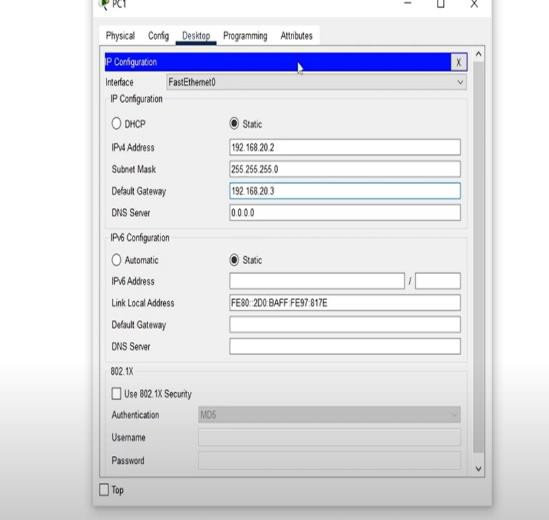 PC1
Physical Config Desktop Programming Attributes
IP Configuration X
Interface FastEthernet0
IP Configuration
DHCP Static
IPv4 Address 192.168.20.2
Subnet Mask 255.255.255.0
Default Gateway 192.168.20.3
DNS Server 0.0.0.0
IPv6 Configuration
Automatic Static
IPv6 Address /
Link Local Address FE80::2D0:BAFF:FE97:817E
Default Gateway
DNS Server
802.1X
Use 802.1X Security
Authentication MD5
Username
Password
Top